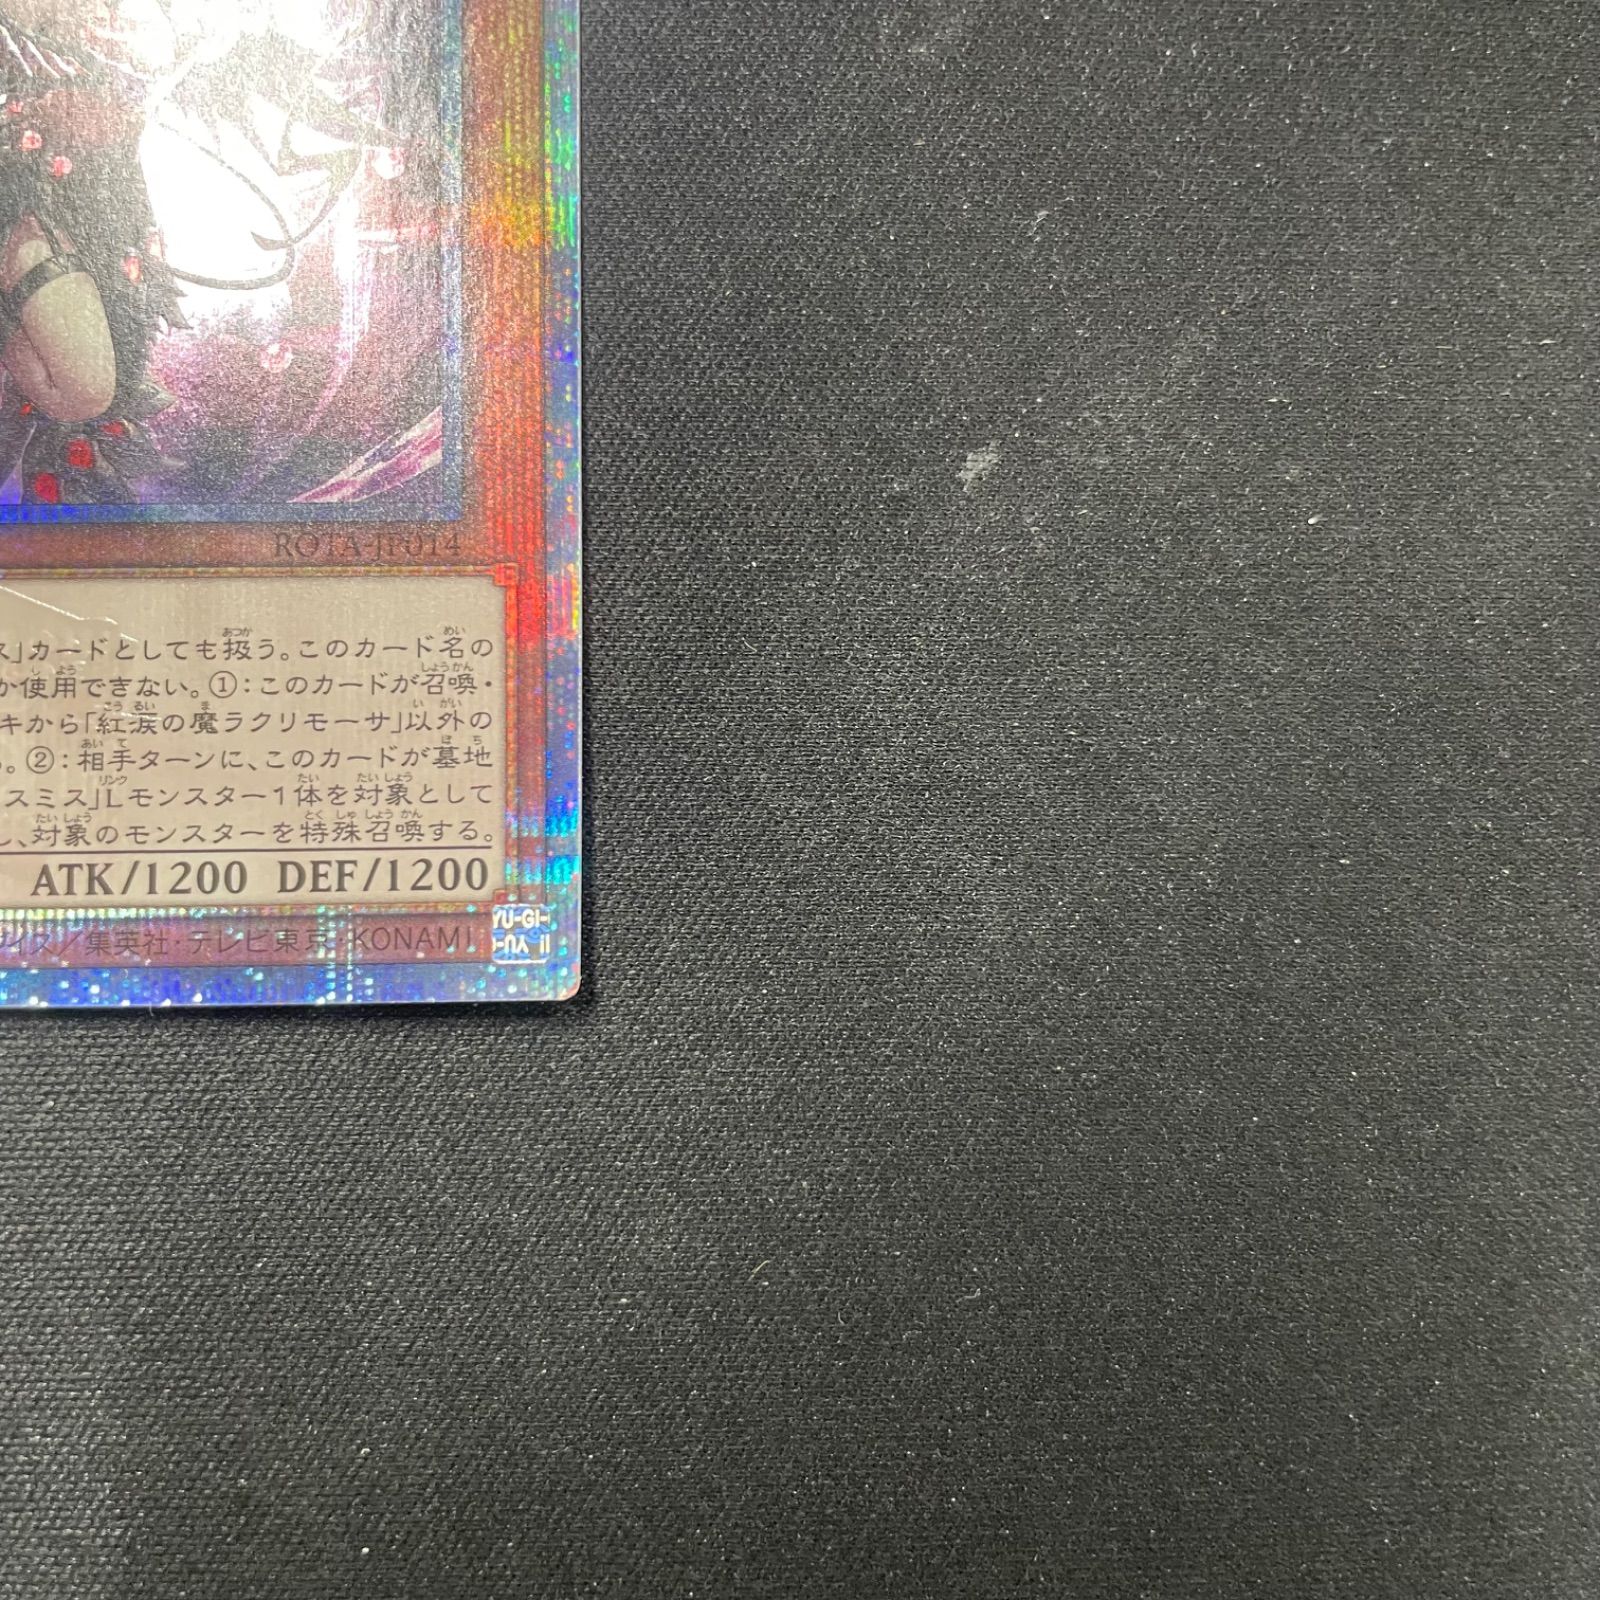 ROTA-JP014
ス」カードとしても扱う。このカード名の
か使用できない。①：このカードが召喚・
キから「紅涙の魔ラクリモーサ」以外の
。②：相手ターンに、このカードが墓地
スミス」Lモンスター1体を対象として
し、対象のモンスターを特殊召喚する。
ATK/1200 DEF/1200
イス／集英社・テレビ東京・KONAMI
YU-GI-